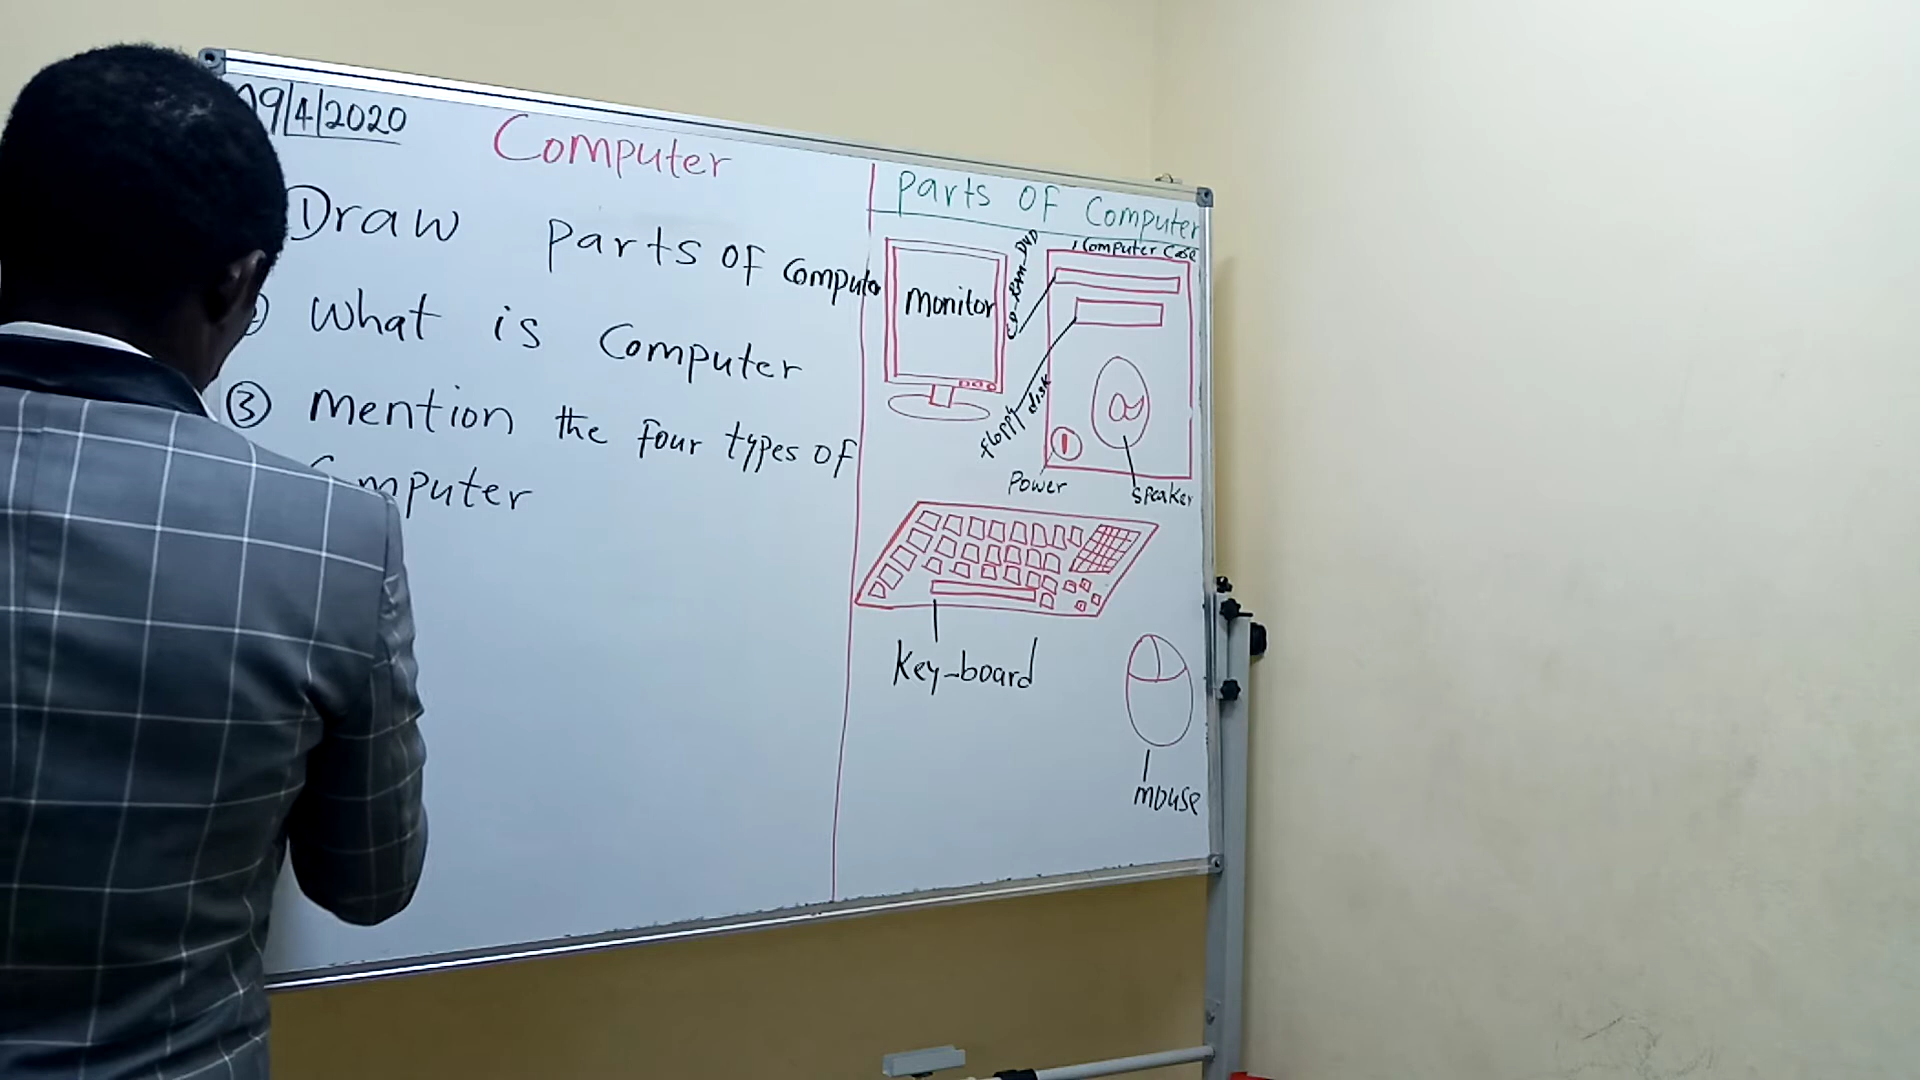 09/4/2020
Computer
Draw parts of computer
② What is Computer
③ mention the four types of
Computer
Parts of Computer
Monitor
CD-Rom-DVD
Computer Case
Floppy disk
Power
Speaker
Key-board
mouse